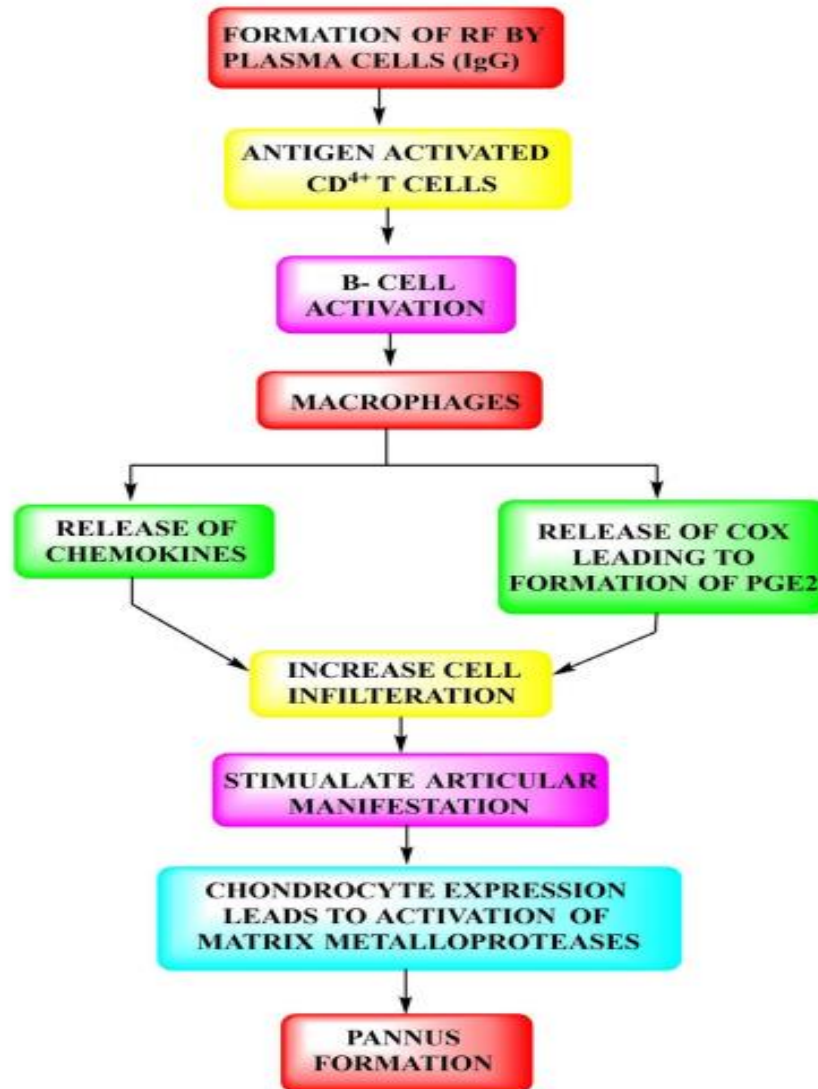 FORMATION OF RF BY
PLASMA CELLS (IgG)
ANTIGEN ACTIVATED
CD⁴⁺ T CELLS
B- CELL
ACTIVATION
MACROPHAGES
RELEASE OF
CHEMOKINES
RELEASE OF COX
LEADING TO
FORMATION OF PGE2
INCREASE CELL
INFILTERATION
STIMUALATE ARTICULAR
MANIFESTATION
CHONDROCYTE EXPRESSION
LEADS TO ACTIVATION OF
MATRIX METALLOPROTEASES
PANNUS
FORMATION